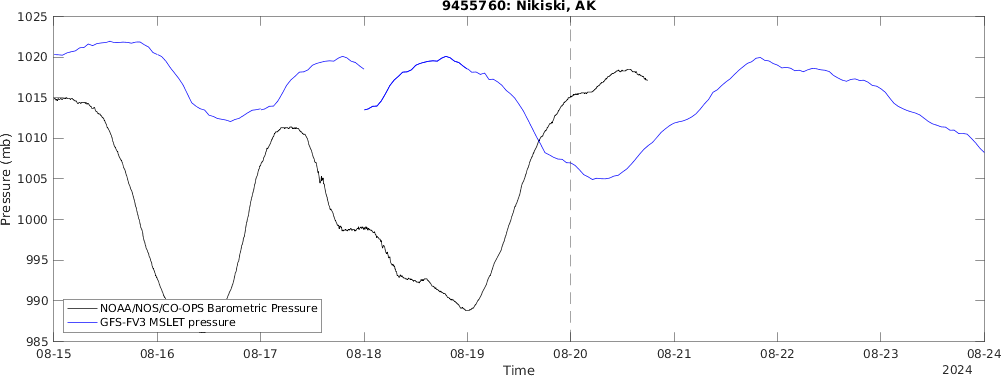 9455760: Nikiski, AK
1025
1020
1015
1010
1005
1000
995
990
985
Pressure (mb)
NOAA/NOS/CO-OPS Barometric Pressure
GFS-FV3 MSLET pressure
08-15 08-16 08-17 08-18 08-19 08-20 08-21 08-22 08-23 08-24
Time
2024